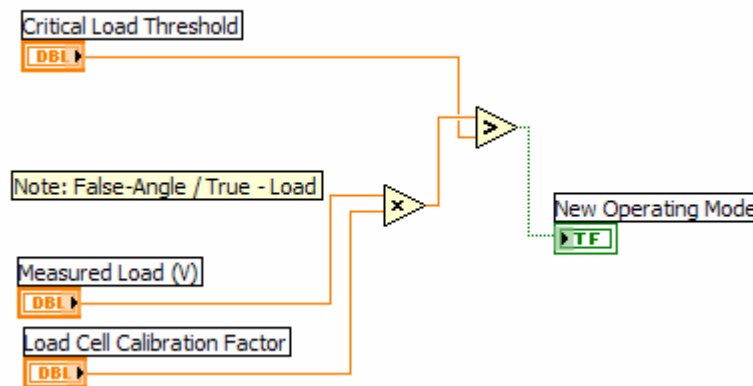 Critical Load Threshold
DBL
>
Note: False-Angle / True - Load
x
New Operating Mode
TF
Measured Load (V)
DBL
Load Cell Calibration Factor
DBL